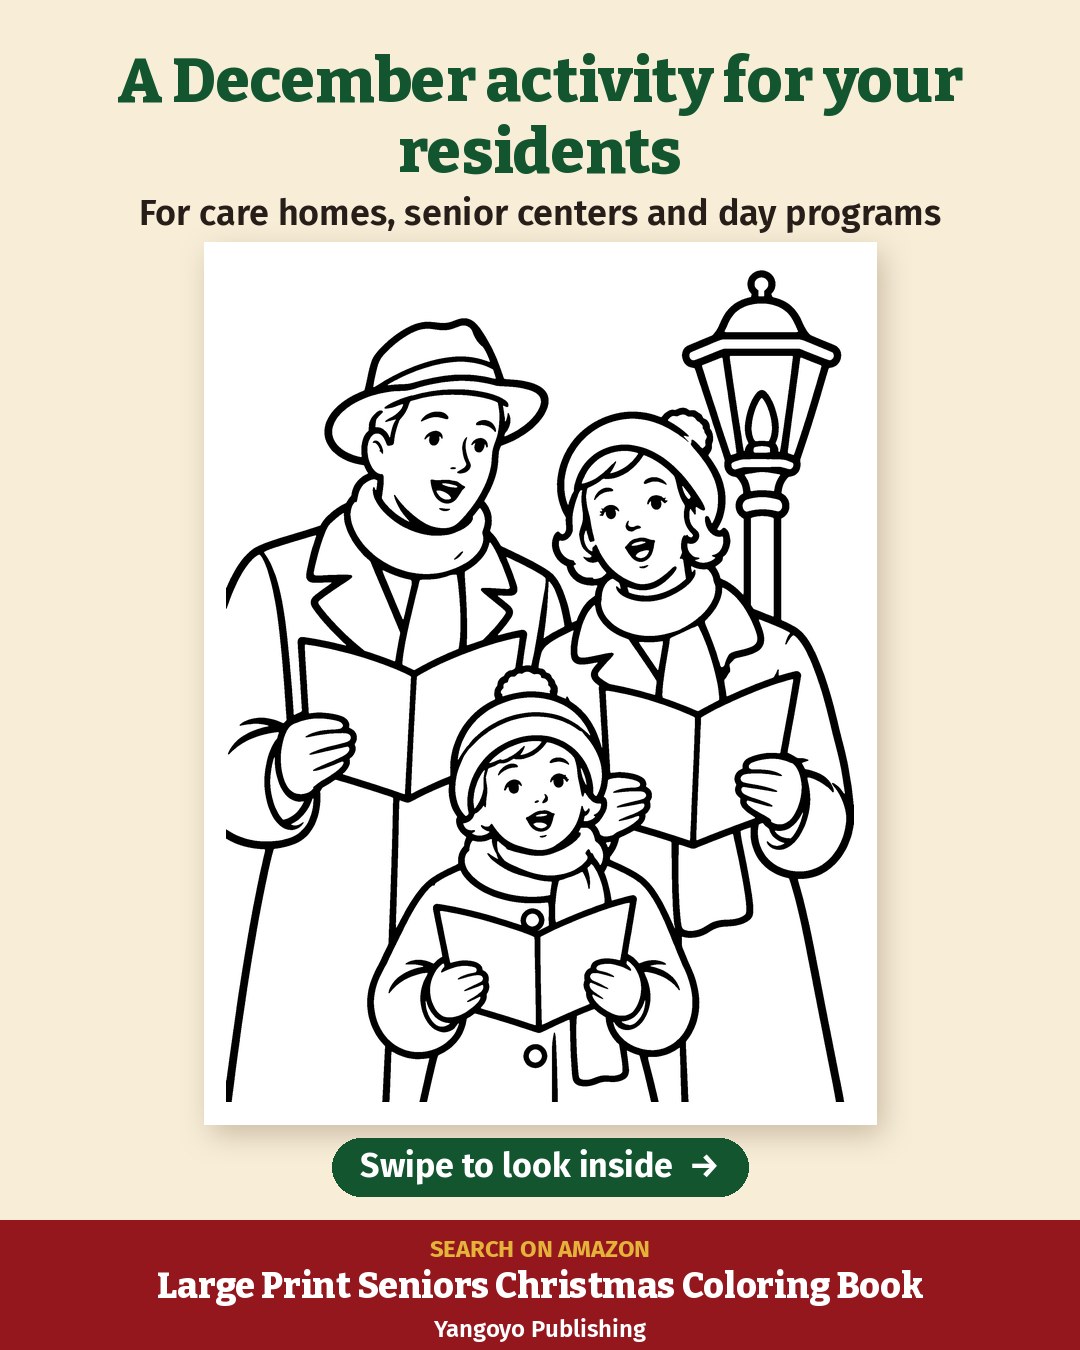 A December activity for your
residents
For care homes, senior centers and day programs
Swipe to look inside →
SEARCH ON AMAZON
Large Print Seniors Christmas Coloring Book
Yangoyo Publishing